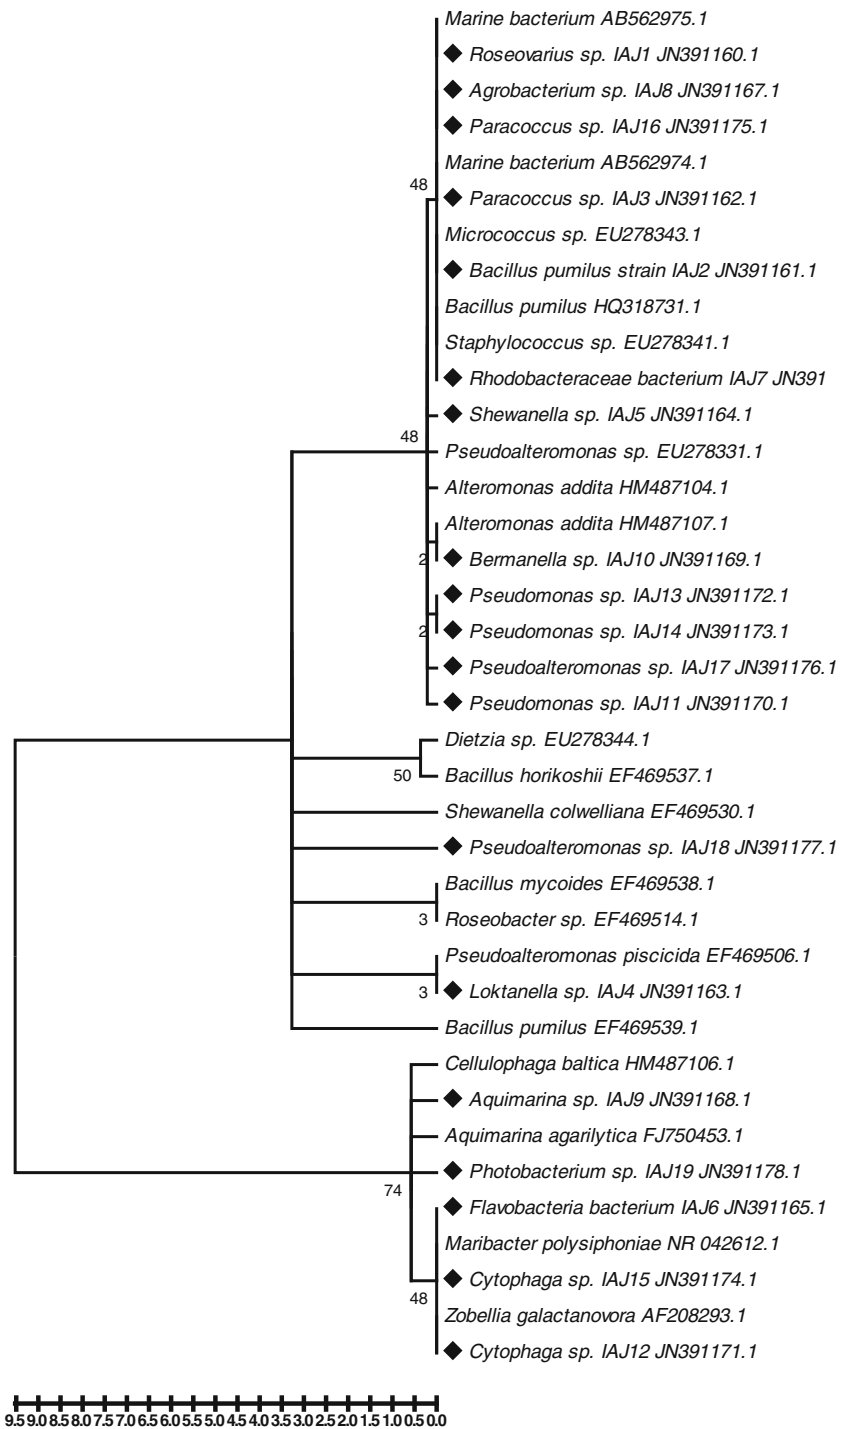 Marine bacterium AB562975.1
Roseovarius sp. IAJ1 JN391160.1
Agrobacterium sp. IAJ8 JN391167.1
Paracoccus sp. IAJ16 JN391175.1
Marine bacterium AB562974.1
48
Paracoccus sp. IAJ3 JN391162.1
Micrococcus sp. EU278343.1
Bacillus pumilus strain IAJ2 JN391161.1
Bacillus pumilus HQ318731.1
Staphylococcus sp. EU278341.1
Rhodobacteraceae bacterium IAJ7 JN391
Shewanella sp. IAJ5 JN391164.1
48
Pseudoalteromonas sp. EU278331.1
Alteromonas addita HM487104.1
Alteromonas addita HM487107.1
2
Bermanella sp. IAJ10 JN391169.1
Pseudomonas sp. IAJ13 JN391172.1
2
Pseudomonas sp. IAJ14 JN391173.1
Pseudoalteromonas sp. IAJ17 JN391176.1
Pseudomonas sp. IAJ11 JN391170.1
Dietzia sp. EU278344.1
50
Bacillus horikoshii EF469537.1
Shewanella colwelliana EF469530.1
Pseudoalteromonas sp. IAJ18 JN391177.1
Bacillus mycoides EF469538.1
3
Roseobacter sp. EF469514.1
Pseudoalteromonas piscicida EF469506.1
3
Loktanella sp. IAJ4 JN391163.1
Bacillus pumilus EF469539.1
Cellulophaga baltica HM487106.1
Aquimarina sp. IAJ9 JN391168.1
Aquimarina agarilytica FJ750453.1
Photobacterium sp. IAJ19 JN391178.1
74
Flavobacteria bacterium IAJ6 JN391165.1
Maribacter polysiphoniae NR 042612.1
Cytophaga sp. IAJ15 JN391174.1
48
Zobellia galactanovora AF208293.1
Cytophaga sp. IAJ12 JN391171.1
9.5 9.0 8.5 8.0 7.5 7.0 6.5 6.0 5.5 5.0 4.5 4.0 3.5 3.0 2.5 2.0 1.5 1.0 0.5 0.0